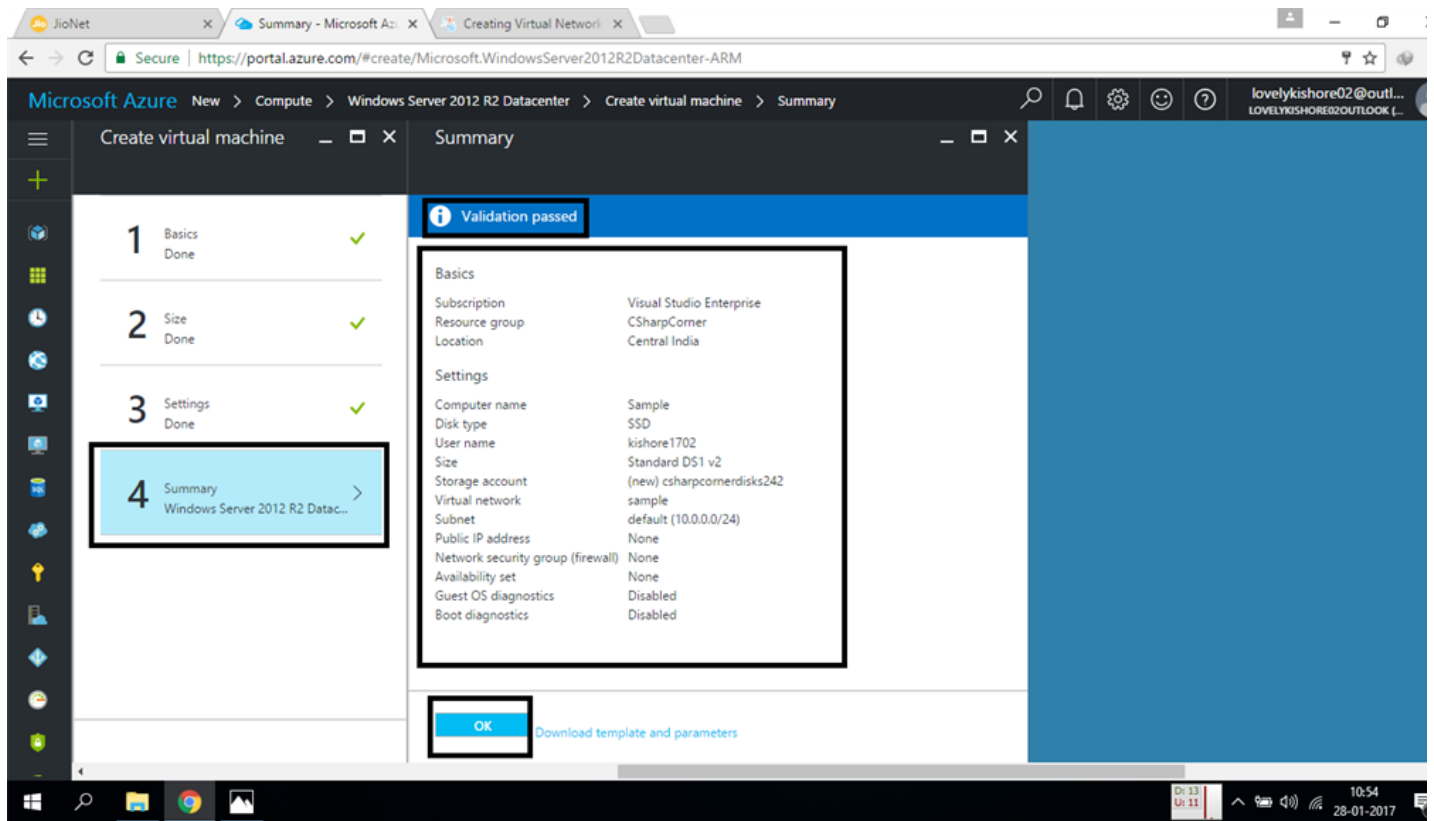 JioNet
Summary - Microsoft Az
Creating Virtual Network
Secure | https://portal.azure.com/#create/Microsoft.WindowsServer2012R2Datacenter-ARM
Microsoft Azure New > Compute > Windows Server 2012 R2 Datacenter > Create virtual machine > Summary
lovelykishore02@outl...
LOVELYKISHORE02OUTLOOK (...
Create virtual machine
Summary
Validation passed
1 Basics
Done
2 Size
Done
3 Settings
Done
4 Summary
Windows Server 2012 R2 Datac...
Basics
Subscription Visual Studio Enterprise
Resource group CSharpCorner
Location Central India
Settings
Computer name Sample
Disk type SSD
User name kishore1702
Size Standard DS1 v2
Storage account (new) csharpcornerdisks242
Virtual network sample
Subnet default (10.0.0.0/24)
Public IP address None
Network security group (firewall) None
Availability set None
Guest OS diagnostics Disabled
Boot diagnostics Disabled
OK
Download template and parameters
D: 13
U: 11
10:54
28-01-2017